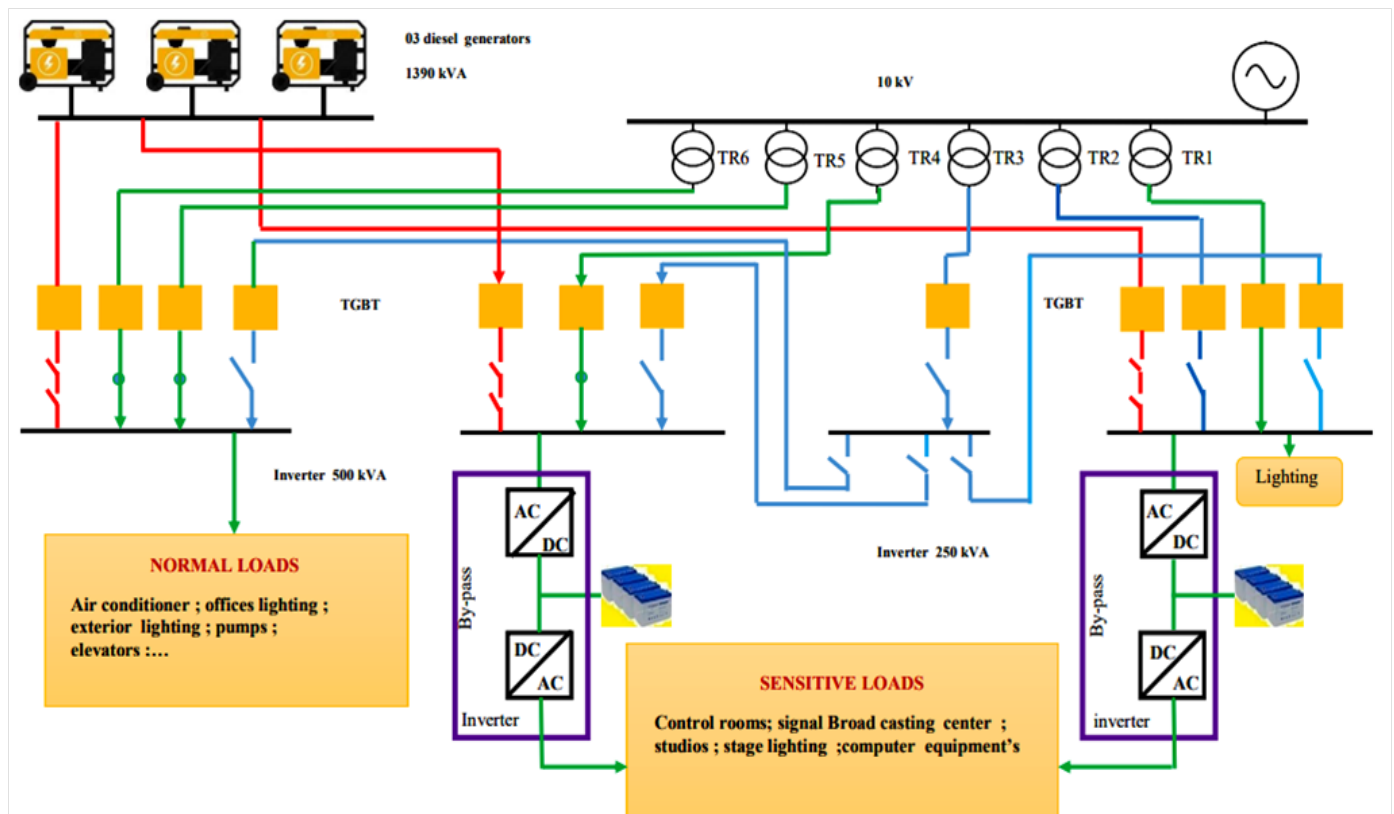 03 diesel generators
1390 kVA
10 kV
TR6
TR5
TR4
TR3
TR2
TR1
TGBT
TGBT
Inverter 500 kVA
Lighting
Inverter 250 kVA
NORMAL LOADS
Air conditioner ; offices lighting ;
exterior lighting ; pumps ;
elevators :…
By-pass
AC
DC
DC
AC
Inverter
SENSITIVE LOADS
Control rooms; signal Broad casting center ;
studios ; stage lighting ;computer equipment’s
By-pass
AC
DC
DC
AC
inverter